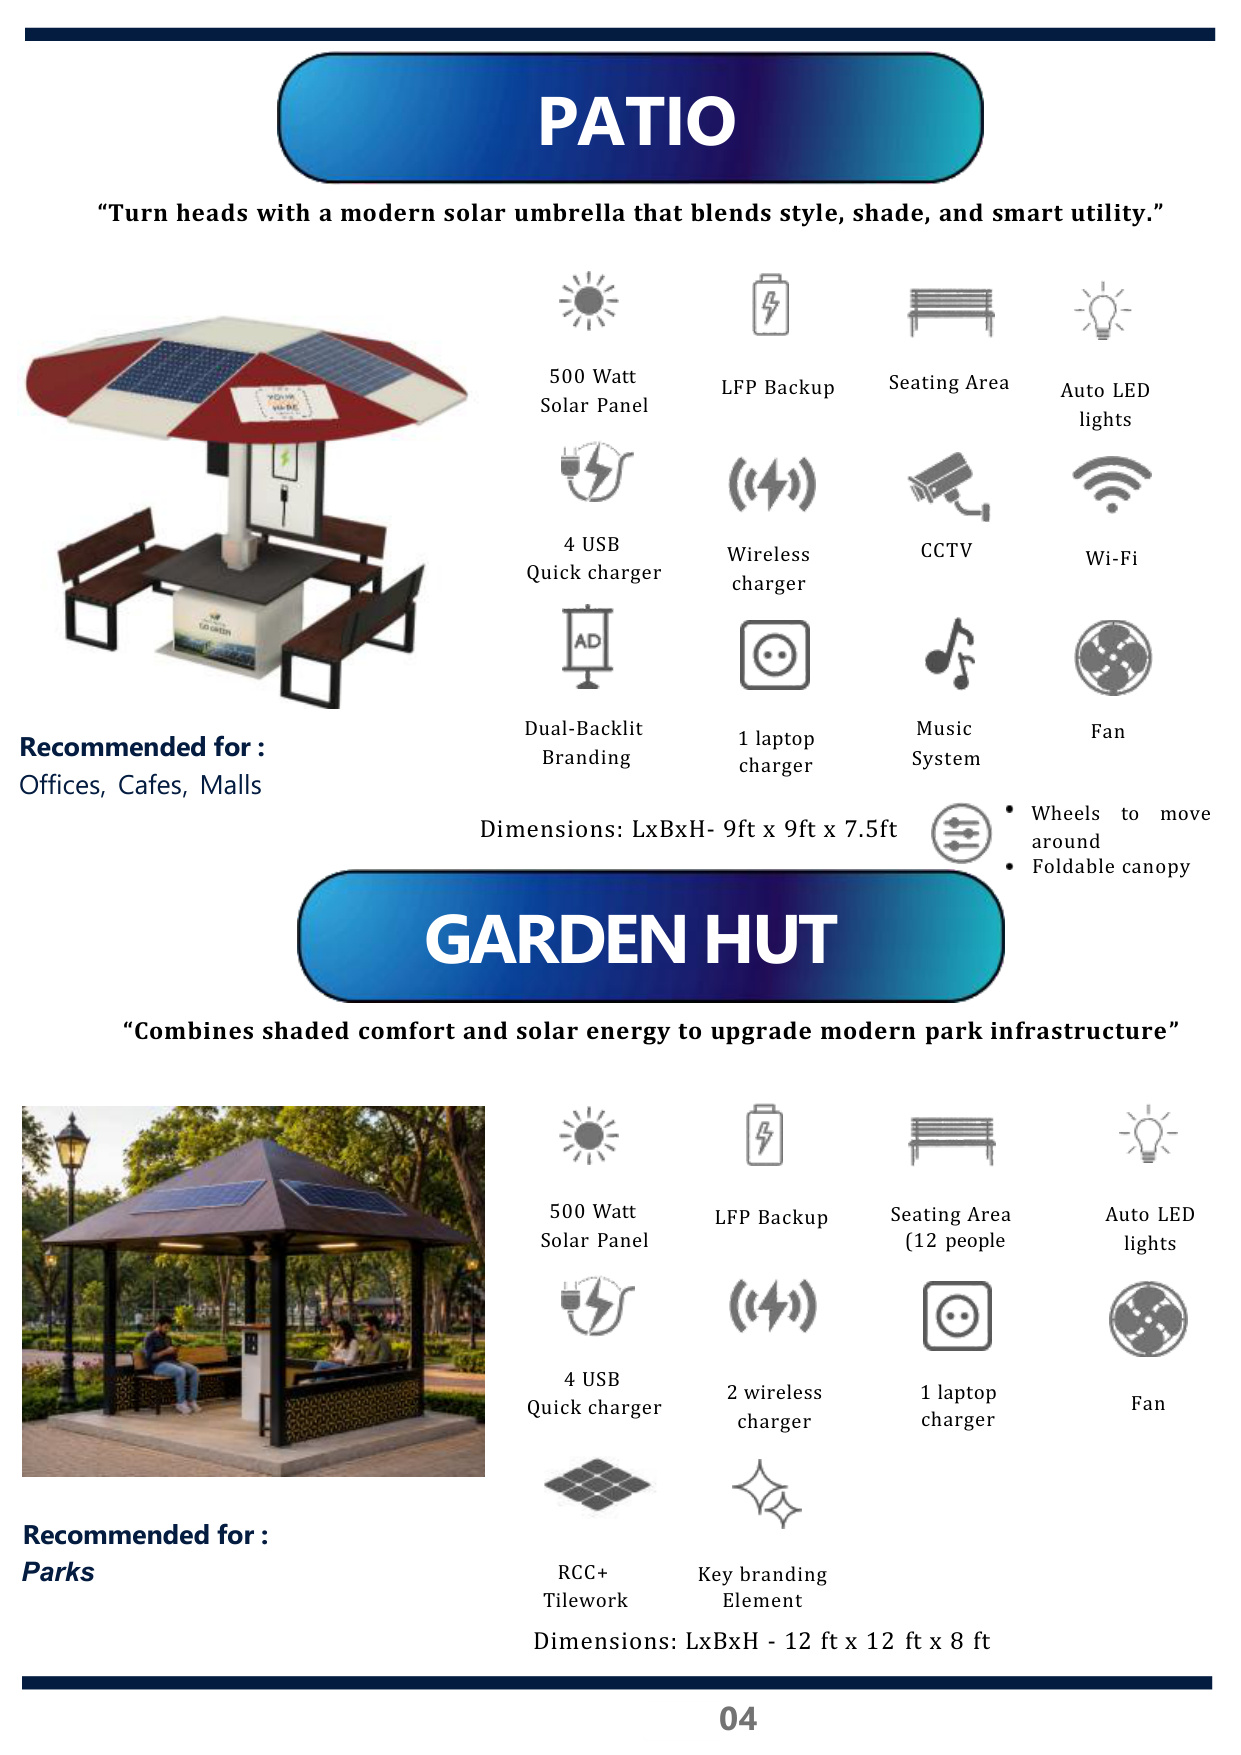 PATIO
“Turn heads with a modern solar umbrella that blends style, shade, and smart utility.”
500 Watt
Solar Panel
LFP Backup
Seating Area
Auto LED
lights
4 USB
Quick charger
Wireless
charger
CCTV
Wi-Fi
AD
Dual-Backlit
Branding
1 laptop
charger
Music
System
Fan
YOUR
HERE
GO GREEN
Recommended for :
Offices, Cafes, Malls
Dimensions: LxBxH- 9ft x 9ft x 7.5ft
• Wheels to move
around
• Foldable canopy
GARDEN HUT
“Combines shaded comfort and solar energy to upgrade modern park infrastructure”
500 Watt
Solar Panel
LFP Backup
Seating Area
(12 people
Auto LED
lights
4 USB
Quick charger
2 wireless
charger
1 laptop
charger
Fan
RCC+
Tilework
Key branding
Element
Recommended for :
Parks
Dimensions: LxBxH - 12 ft x 12 ft x 8 ft
04